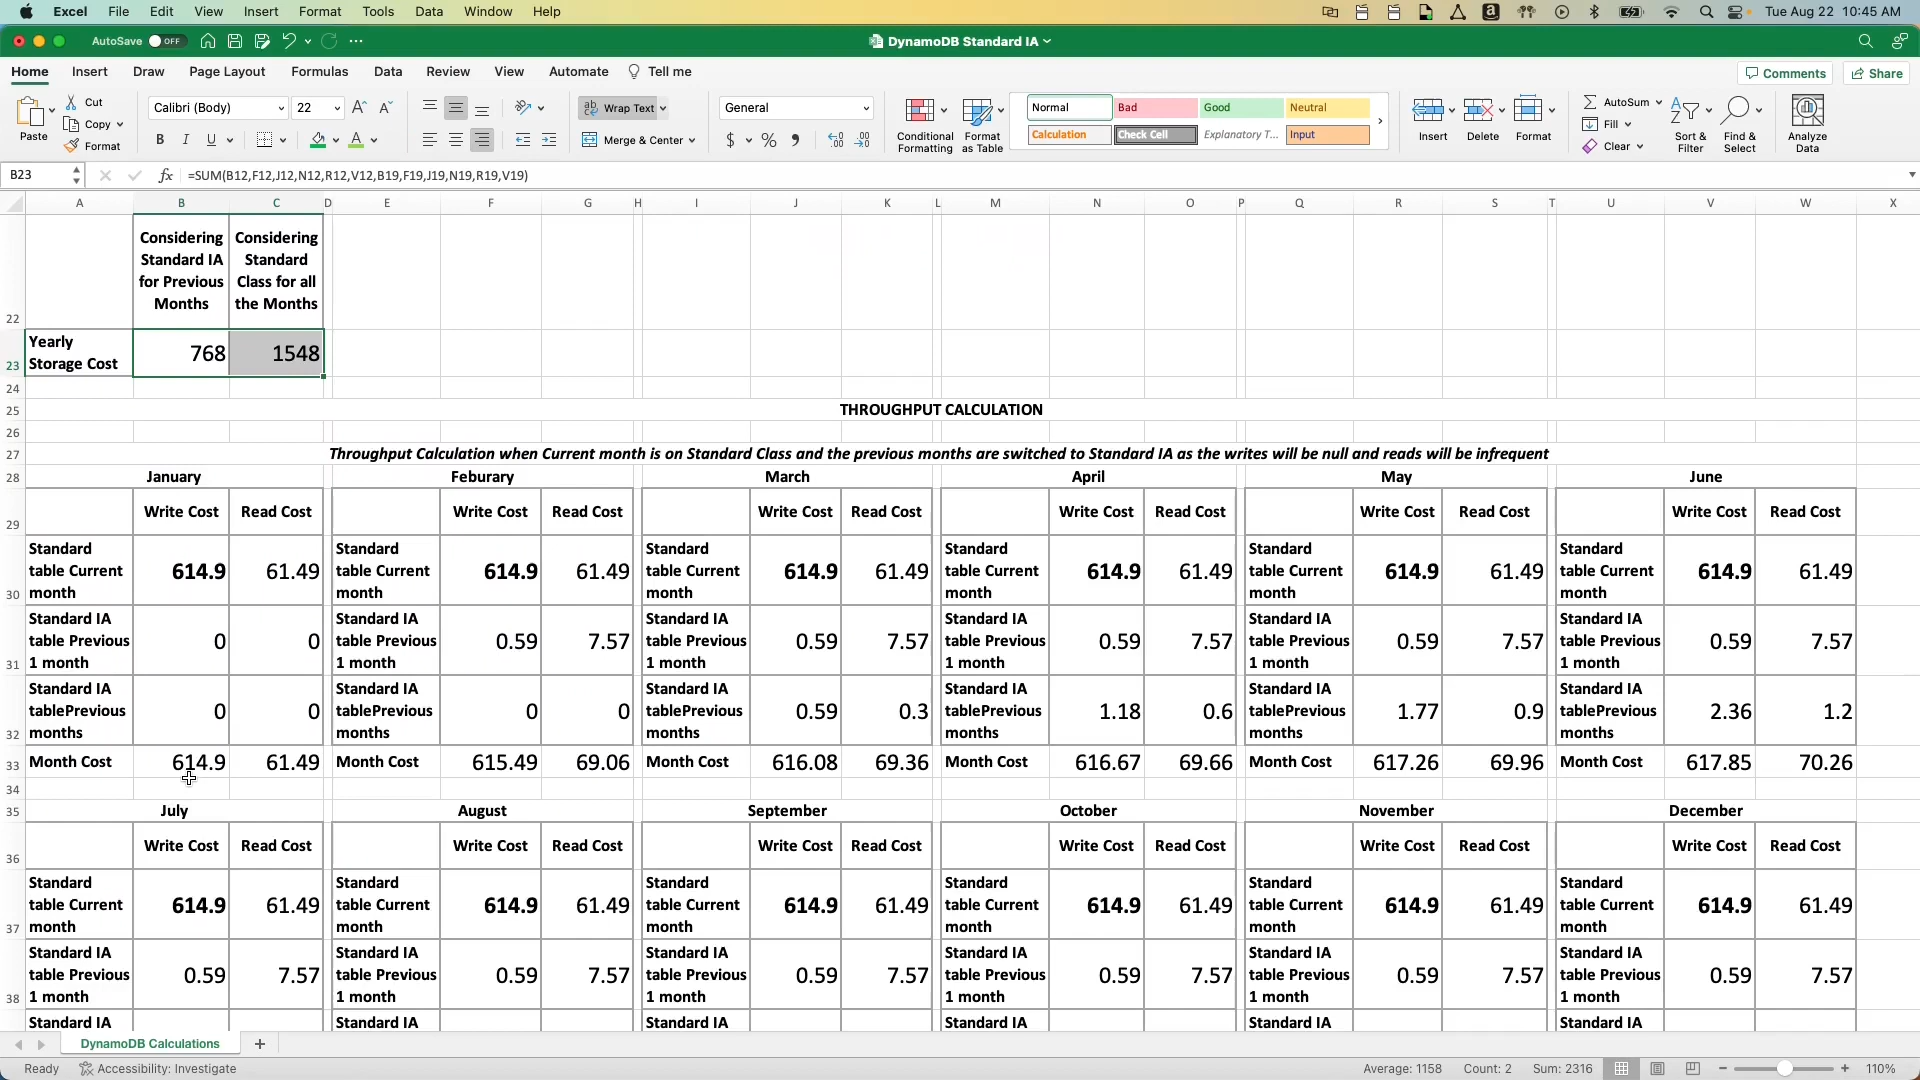 Excel File Edit View Insert Format Tools Data Window Help Tue Aug 22 10:45 AM
AutoSave OFF DynamoDB Standard IA
Home Insert Draw Page Layout Formulas Data Review View Automate Tell me Comments Share
Paste Cut Copy Format Calibri (Body) 22 Wrap Text Merge & Center General Conditional Formatting Format as Table Normal Bad Good Neutral Calculation Check Cell Explanatory T... Input Insert Delete Format AutoSum Fill Clear Sort & Filter Find & Select Analyze Data
B23 fx =SUM(B12,F12,J12,N12,R12,V12,B19,F19,J19,N19,R19,V19)
A B C D E F G H I J K L M N O P Q R S T U V W X
22 Considering Standard IA for Previous Months Considering Standard Class for all the Months
23 Yearly Storage Cost 768 1548
24
25 THROUGHPUT CALCULATION
26
27 Throughput Calculation when Current month is on Standard Class and the previous months are switched to Standard IA as the writes will be null and reads will be infrequent
28 January Feburary March April May June
29 Write Cost Read Cost Write Cost Read Cost Write Cost Read Cost Write Cost Read Cost Write Cost Read Cost Write Cost Read Cost
30 Standard table Current month 614.9 61.49 Standard table Current month 614.9 61.49 Standard table Current month 614.9 61.49 Standard table Current month 614.9 61.49 Standard table Current month 614.9 61.49 Standard table Current month 614.9 61.49
31 Standard IA table Previous 1 month 0 0 Standard IA table Previous 1 month 0.59 7.57 Standard IA table Previous 1 month 0.59 7.57 Standard IA table Previous 1 month 0.59 7.57 Standard IA table Previous 1 month 0.59 7.57 Standard IA table Previous 1 month 0.59 7.57
32 Standard IA tablePrevious months 0 0 Standard IA tablePrevious months 0 0 Standard IA tablePrevious months 0.59 0.3 Standard IA tablePrevious months 1.18 0.6 Standard IA tablePrevious months 1.77 0.9 Standard IA tablePrevious months 2.36 1.2
33 Month Cost 614.9 61.49 Month Cost 615.49 69.06 Month Cost 616.08 69.36 Month Cost 616.67 69.66 Month Cost 617.26 69.96 Month Cost 617.85 70.26
34
35 July August September October November December
36 Write Cost Read Cost Write Cost Read Cost Write Cost Read Cost Write Cost Read Cost Write Cost Read Cost Write Cost Read Cost
37 Standard table Current month 614.9 61.49 Standard table Current month 614.9 61.49 Standard table Current month 614.9 61.49 Standard table Current month 614.9 61.49 Standard table Current month 614.9 61.49 Standard table Current month 614.9 61.49
38 Standard IA table Previous 1 month 0.59 7.57 Standard IA table Previous 1 month 0.59 7.57 Standard IA table Previous 1 month 0.59 7.57 Standard IA table Previous 1 month 0.59 7.57 Standard IA table Previous 1 month 0.59 7.57 Standard IA table Previous 1 month 0.59 7.57
Standard IA Standard IA Standard IA Standard IA Standard IA Standard IA
DynamoDB Calculations
Ready Accessibility: Investigate Average: 1158 Count: 2 Sum: 2316 110%